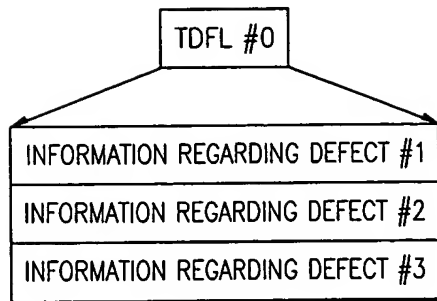 TDFL #0
INFORMATION REGARDING DEFECT #1
INFORMATION REGARDING DEFECT #2
INFORMATION REGARDING DEFECT #3